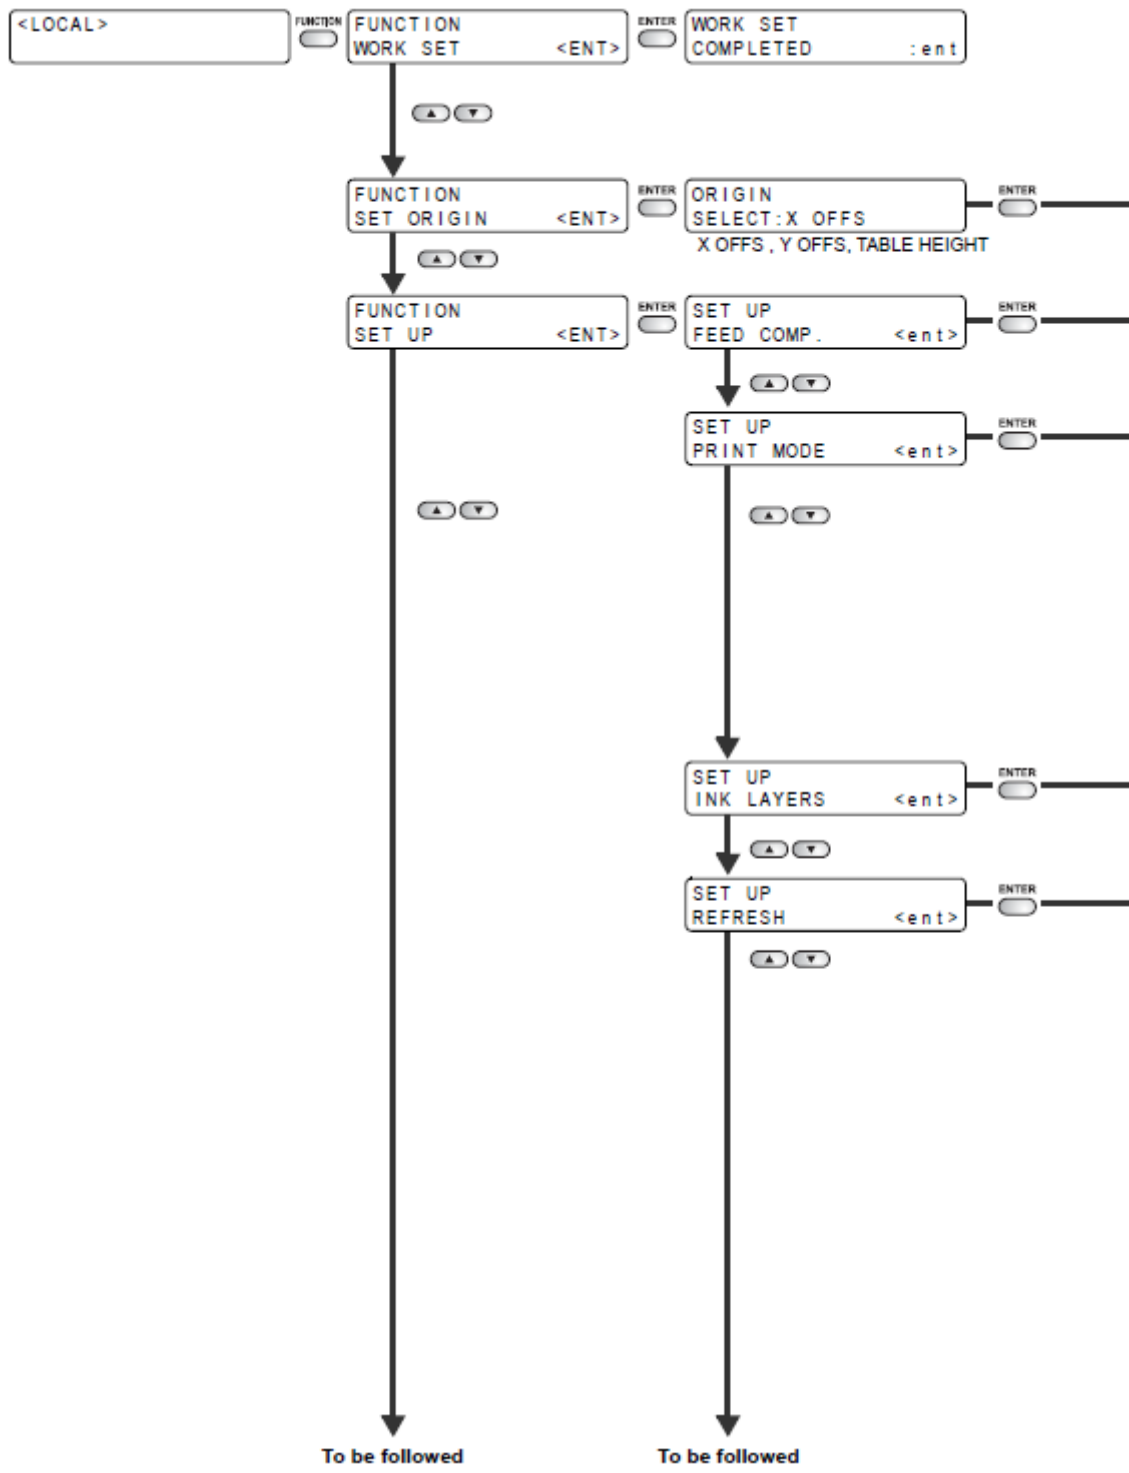 <LOCAL>
FUNCTION
FUNCTION
WORK SET <ENT>
ENTER
WORK SET
COMPLETED :ent
FUNCTION
SET ORIGIN <ENT>
ENTER
ORIGIN
SELECT:X OFFS
ENTER
X OFFS , Y OFFS, TABLE HEIGHT
FUNCTION
SET UP <ENT>
ENTER
SET UP
FEED COMP. <ent>
ENTER
SET UP
PRINT MODE <ent>
ENTER
SET UP
INK LAYERS <ent>
ENTER
SET UP
REFRESH <ent>
ENTER
To be followed
To be followed